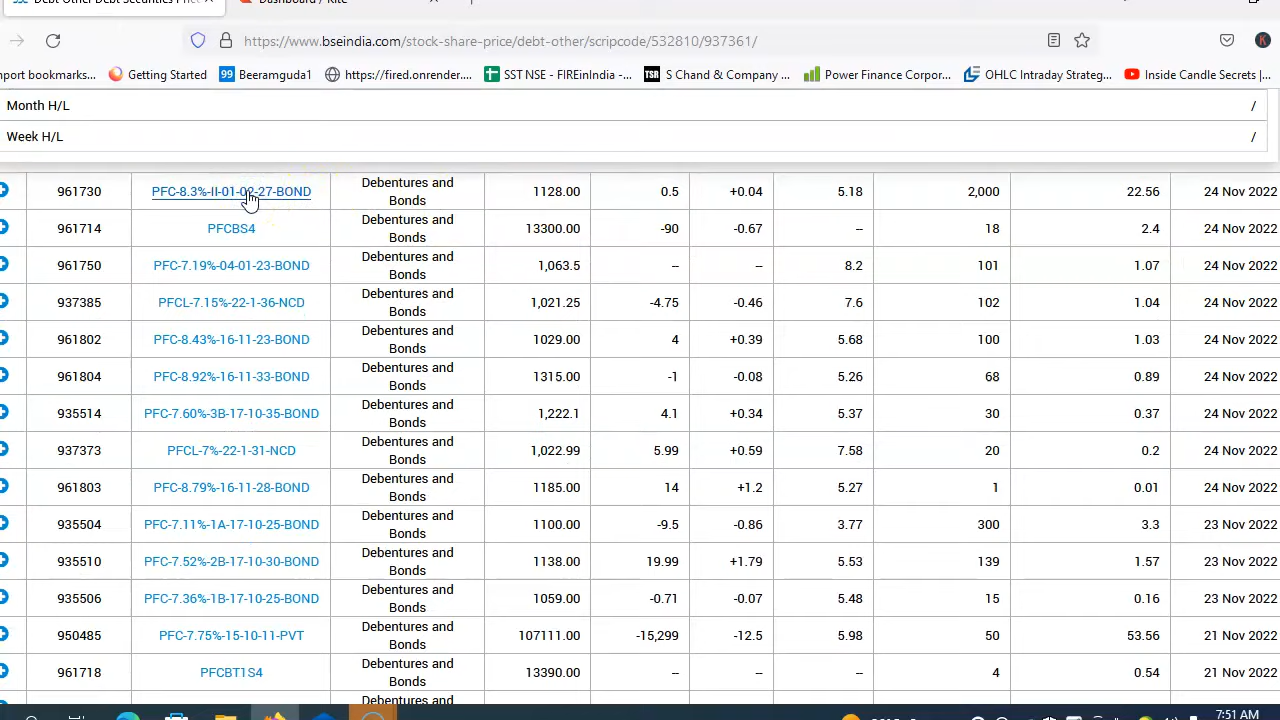 https://www.bseindia.com/stock-share-price/debt-other/scripcode/532810/937361/
K
mport bookmarks...
Getting Started
99 Beeramguda1
https://fired.onrender....
SST NSE - FIREinIndia -...
TSR S Chand & Company ...
Power Finance Corpor...
OHLC Intraday Strateg...
Inside Candle Secrets |...
Month H/L /
Week H/L /
961730 PFC-8.3%-II-01-02-27-BOND Debentures and Bonds 1128.00 0.5 +0.04 5.18 2,000 22.56 24 Nov 2022
961714 PFCBS4 Debentures and Bonds 13300.00 -90 -0.67 -- 18 2.4 24 Nov 2022
961750 PFC-7.19%-04-01-23-BOND Debentures and Bonds 1,063.5 -- -- 8.2 101 1.07 24 Nov 2022
937385 PFCL-7.15%-22-1-36-NCD Debentures and Bonds 1,021.25 -4.75 -0.46 7.6 102 1.04 24 Nov 2022
961802 PFC-8.43%-16-11-23-BOND Debentures and Bonds 1029.00 4 +0.39 5.68 100 1.03 24 Nov 2022
961804 PFC-8.92%-16-11-33-BOND Debentures and Bonds 1315.00 -1 -0.08 5.26 68 0.89 24 Nov 2022
935514 PFC-7.60%-3B-17-10-35-BOND Debentures and Bonds 1,222.1 4.1 +0.34 5.37 30 0.37 24 Nov 2022
937373 PFCL-7%-22-1-31-NCD Debentures and Bonds 1,022.99 5.99 +0.59 7.58 20 0.2 24 Nov 2022
961803 PFC-8.79%-16-11-28-BOND Debentures and Bonds 1185.00 14 +1.2 5.27 1 0.01 24 Nov 2022
935504 PFC-7.11%-1A-17-10-25-BOND Debentures and Bonds 1100.00 -9.5 -0.86 3.77 300 3.3 23 Nov 2022
935510 PFC-7.52%-2B-17-10-30-BOND Debentures and Bonds 1138.00 19.99 +1.79 5.53 139 1.57 23 Nov 2022
935506 PFC-7.36%-1B-17-10-25-BOND Debentures and Bonds 1059.00 -0.71 -0.07 5.48 15 0.16 23 Nov 2022
950485 PFC-7.75%-15-10-11-PVT Debentures and Bonds 107111.00 -15,299 -12.5 5.98 50 53.56 21 Nov 2022
961718 PFCBT1S4 Debentures and Bonds 13390.00 -- -- -- 4 0.54 21 Nov 2022
Debentures and
7:51 AM